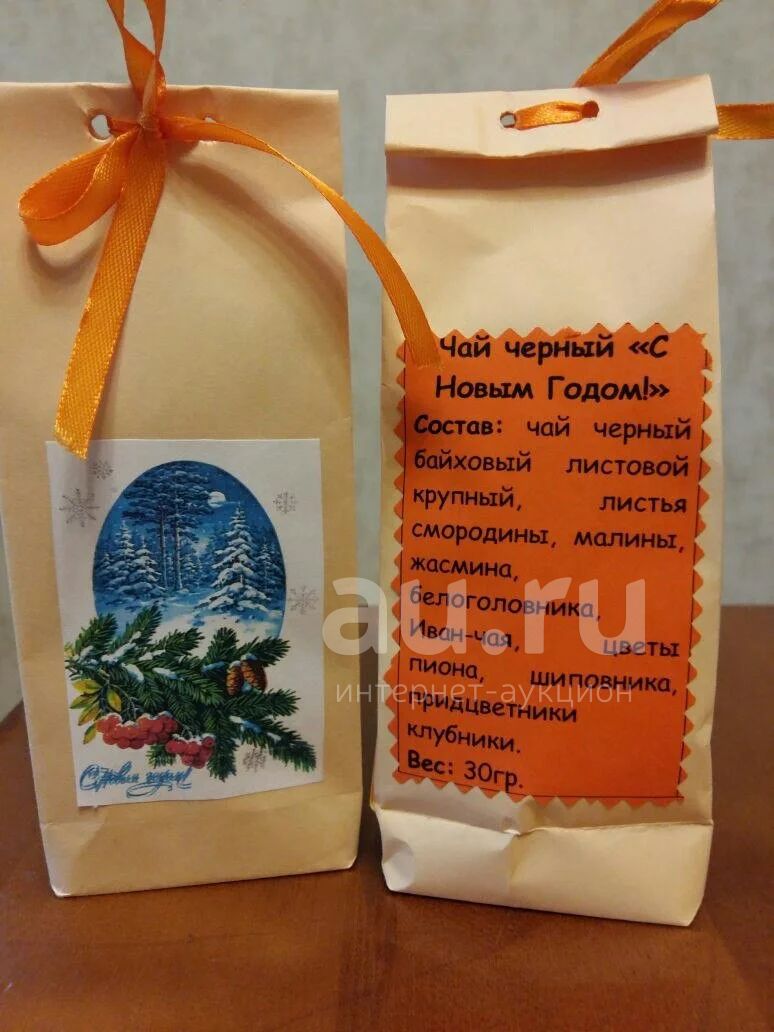 С Новым годом!
Чай черный «С
Новым Годом!»
Состав: чай черный
байховый листовой
крупный, листья
смородины, малины,
жасмина,
белоголовника,
Иван-чая, цветы
пиона, шиповника,
придцветники
клубники.
Вес: 30гр.
au.ru
интернет-аукцион